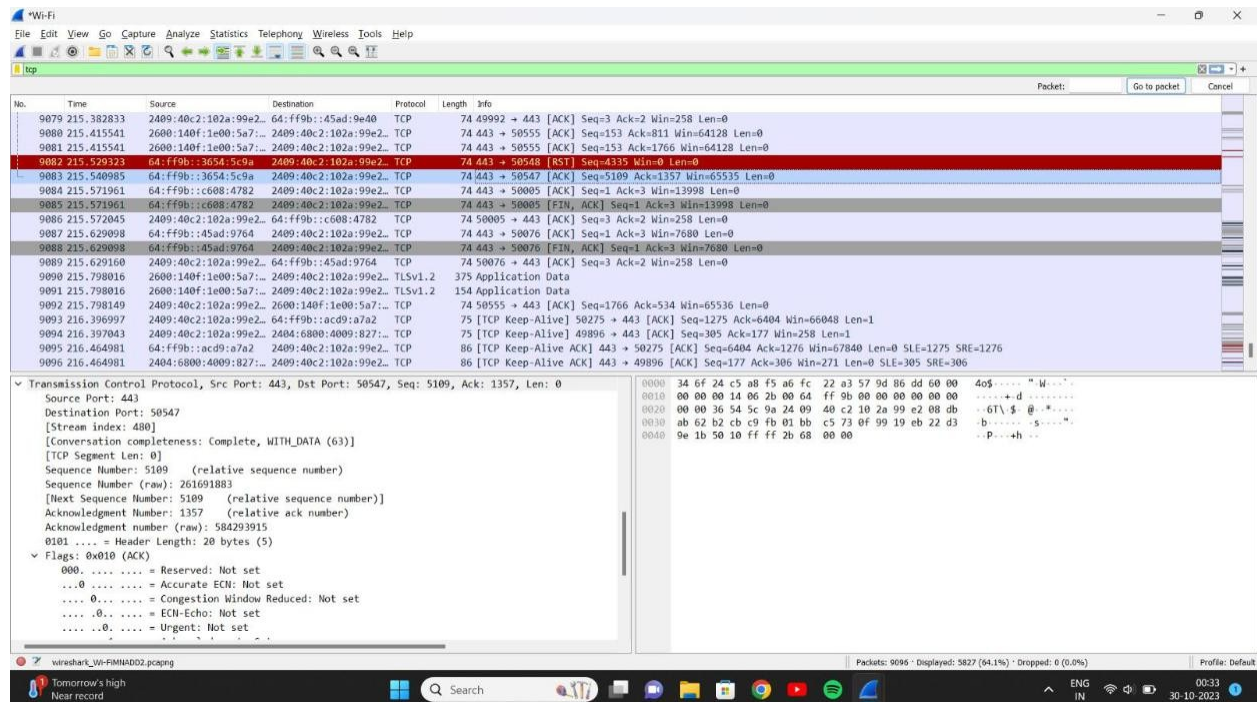 *Wi-Fi
File Edit View Go Capture Analyze Statistics Telephony Wireless Tools Help
tcp
Packet: Go to packet Cancel
No. Time Source Destination Protocol Length Info
9079 215.382833 2409:40c2:102a:99e2… 64:ff9b::45ad:9e40 TCP 74 49992 → 443 [ACK] Seq=3 Ack=2 Win=258 Len=0
9080 215.415541 2600:140f:1e00:5a7:… 2409:40c2:102a:99e2… TCP 74 443 → 50555 [ACK] Seq=153 Ack=811 Win=64128 Len=0
9081 215.415541 2600:140f:1e00:5a7:… 2409:40c2:102a:99e2… TCP 74 443 → 50555 [ACK] Seq=153 Ack=1766 Win=64128 Len=0
9082 215.529323 64:ff9b::3654:5c9a 2409:40c2:102a:99e2… TCP 74 443 → 50548 [RST] Seq=4335 Win=0 Len=0
9083 215.540985 64:ff9b::3654:5c9a 2409:40c2:102a:99e2… TCP 74 443 → 50547 [ACK] Seq=5109 Ack=1357 Win=65535 Len=0
9084 215.571961 64:ff9b::c608:4782 2409:40c2:102a:99e2… TCP 74 443 → 50005 [ACK] Seq=1 Ack=3 Win=13998 Len=0
9085 215.571961 64:ff9b::c608:4782 2409:40c2:102a:99e2… TCP 74 443 → 50005 [FIN, ACK] Seq=1 Ack=3 Win=13998 Len=0
9086 215.572045 2409:40c2:102a:99e2… 64:ff9b::c608:4782 TCP 74 50005 → 443 [ACK] Seq=3 Ack=2 Win=258 Len=0
9087 215.629098 64:ff9b::45ad:9764 2409:40c2:102a:99e2… TCP 74 443 → 50076 [ACK] Seq=1 Ack=3 Win=7680 Len=0
9088 215.629098 64:ff9b::45ad:9764 2409:40c2:102a:99e2… TCP 74 443 → 50076 [FIN, ACK] Seq=1 Ack=3 Win=7680 Len=0
9089 215.629160 2409:40c2:102a:99e2… 64:ff9b::45ad:9764 TCP 74 50076 → 443 [ACK] Seq=3 Ack=2 Win=258 Len=0
9090 215.798016 2600:140f:1e00:5a7:… 2409:40c2:102a:99e2… TLSv1.2 375 Application Data
9091 215.798016 2600:140f:1e00:5a7:… 2409:40c2:102a:99e2… TLSv1.2 154 Application Data
9092 215.798149 2409:40c2:102a:99e2… 2600:140f:1e00:5a7:… TCP 74 50555 → 443 [ACK] Seq=1766 Ack=534 Win=65536 Len=0
9093 216.396997 2409:40c2:102a:99e2… 64:ff9b::acd9:a7a2 TCP 75 [TCP Keep-Alive] 50275 → 443 [ACK] Seq=1275 Ack=6404 Win=66048 Len=1
9094 216.397043 2409:40c2:102a:99e2… 2404:6800:4009:827:… TCP 75 [TCP Keep-Alive] 49896 → 443 [ACK] Seq=305 Ack=177 Win=258 Len=1
9095 216.464981 64:ff9b::acd9:a7a2 2409:40c2:102a:99e2… TCP 86 [TCP Keep-Alive ACK] 443 → 50275 [ACK] Seq=6404 Ack=1276 Win=67840 Len=0 SLE=1275 SRE=1276
9096 216.464981 2404:6800:4009:827:… 2409:40c2:102a:99e2… TCP 86 [TCP Keep-Alive ACK] 443 → 49896 [ACK] Seq=177 Ack=306 Win=271 Len=0 SLE=305 SRE=306
Transmission Control Protocol, Src Port: 443, Dst Port: 50547, Seq: 5109, Ack: 1357, Len: 0
Source Port: 443
Destination Port: 50547
[Stream index: 480]
[Conversation completeness: Complete, WITH_DATA (63)]
[TCP Segment Len: 0]
Sequence Number: 5109 (relative sequence number)
Sequence Number (raw): 261691883
[Next Sequence Number: 5109 (relative sequence number)]
Acknowledgment Number: 1357 (relative ack number)
Acknowledgment number (raw): 584293915
0101 .... = Header Length: 20 bytes (5)
Flags: 0x010 (ACK)
000. .... .... = Reserved: Not set
...0 .... .... = Accurate ECN: Not set
.... 0... .... = Congestion Window Reduced: Not set
.... .0.. .... = ECN-Echo: Not set
.... ..0. .... = Urgent: Not set
0000 34 6f 24 c5 a8 f5 a6 fc 22 a3 57 9d 86 dd 60 00 4o$·····"·W···`·
0010 00 00 00 14 06 2b 00 64 ff 9b 00 00 00 00 00 00 ·····+·d ········
0020 00 00 36 54 5c 9a 24 09 40 c2 10 2a 99 e2 08 db ··6T\·$· @··*····
0030 ab 62 b2 cb c9 fb 01 bb c5 73 0f 99 19 eb 22 d3 ·b······ ·s····"·
0040 9e 1b 50 10 ff ff 2b 68 00 00 ··P···+h ··
wireshark_Wi-FiMNADD2.pcapng
Packets: 9096 · Displayed: 5827 (64.1%) · Dropped: 0 (0.0%)
Profile: Default
1
Tomorrow's high
Near record
Search
ENG
IN
00:33
30-10-2023
1